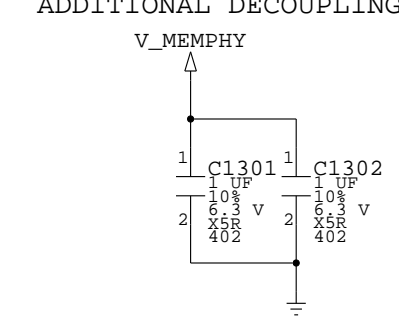 ADDITIONAL DECOUPLING
V_MEMPHY
1
C1301
1 UF
10%
6.3 V
X5R
402
2
1
C1302
1 UF
10%
6.3 V
X5R
402
2